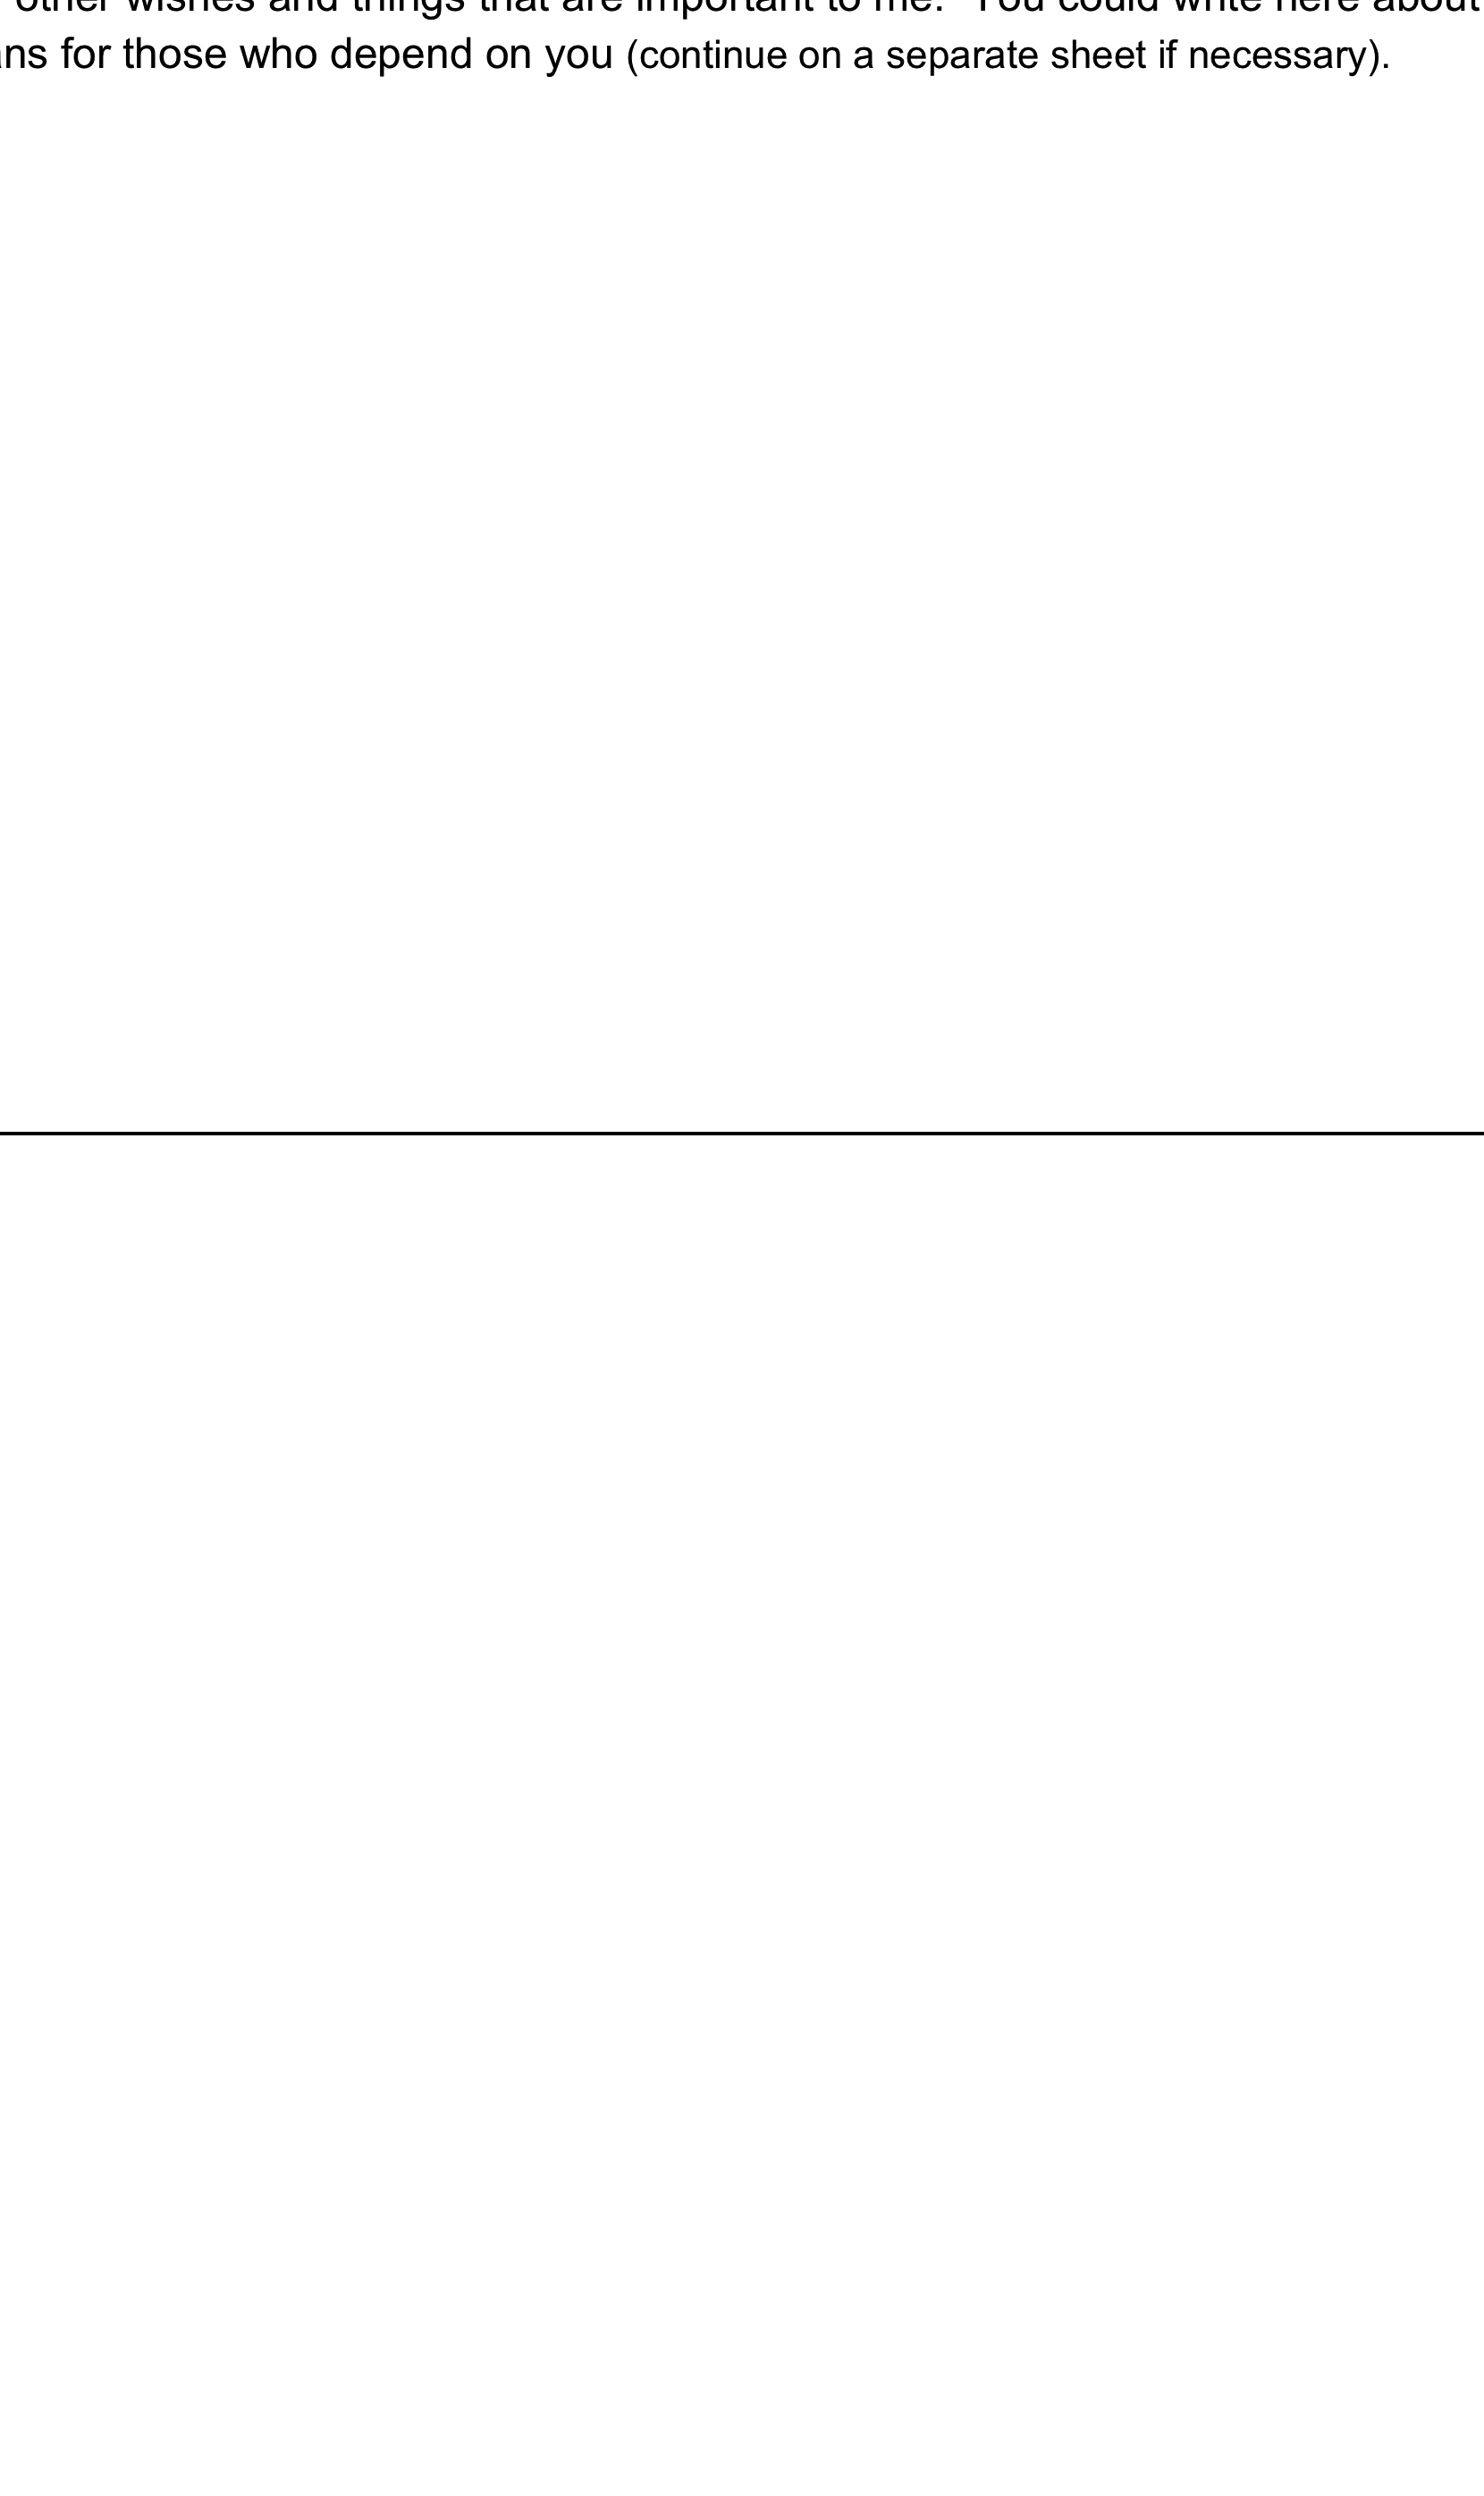 other wishes and things that are important to me. You could write here about
ns for those who depend on you (continue on a separate sheet if necessary).